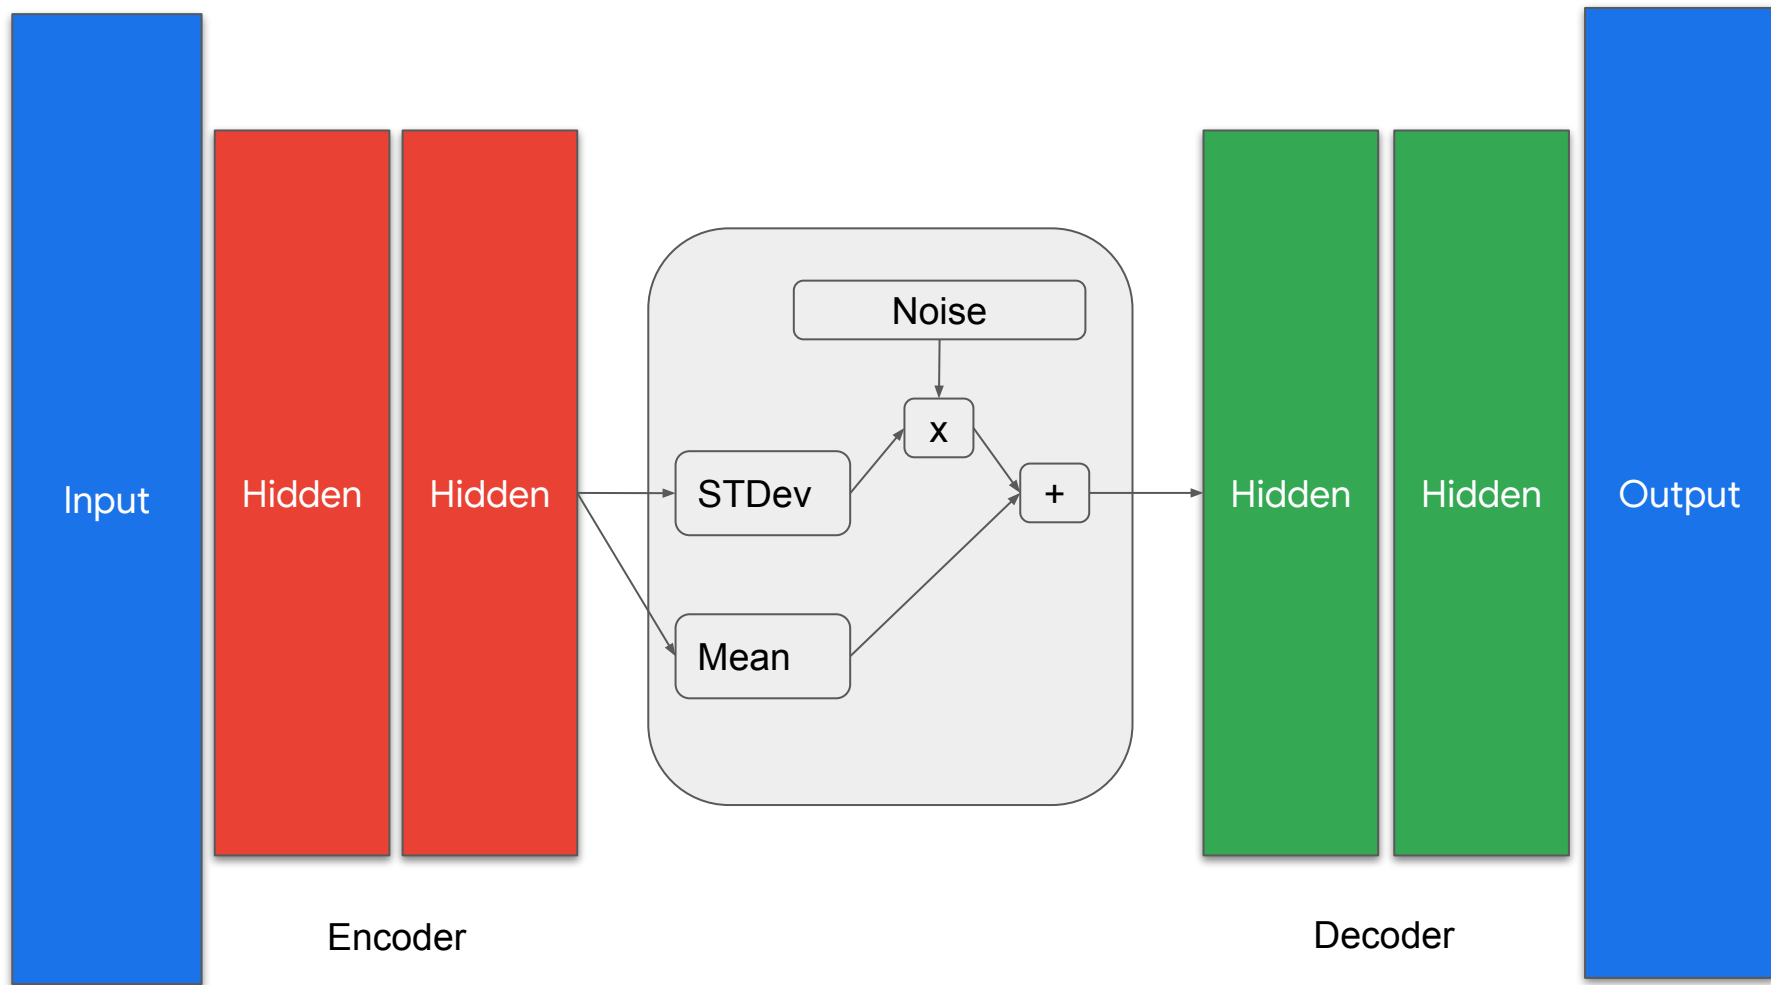 Input
Hidden
Hidden
Noise
x
STDev
+
Mean
Hidden
Hidden
Output
Encoder
Decoder